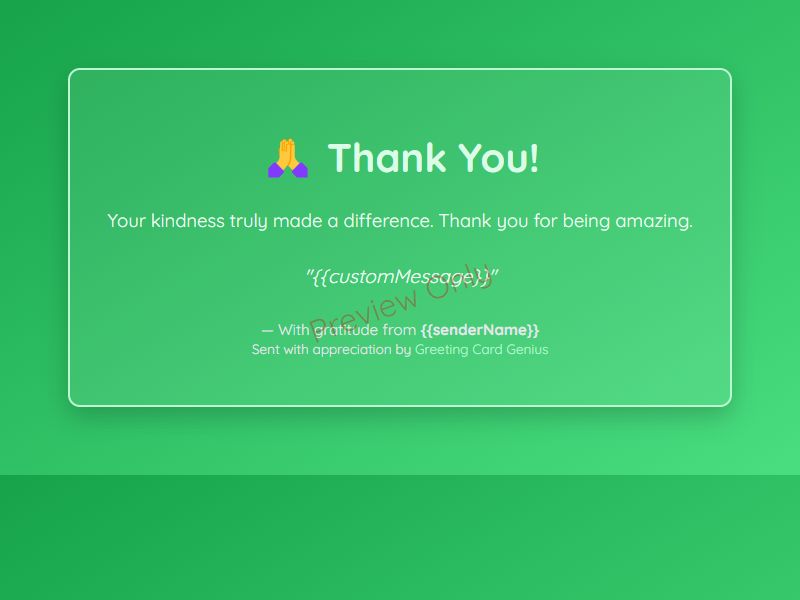 🙏 Thank You!
Your kindness truly made a difference. Thank you for being amazing.
"{{customMessage}}"
Preview Only
— With gratitude from {{senderName}}
Sent with appreciation by Greeting Card Genius